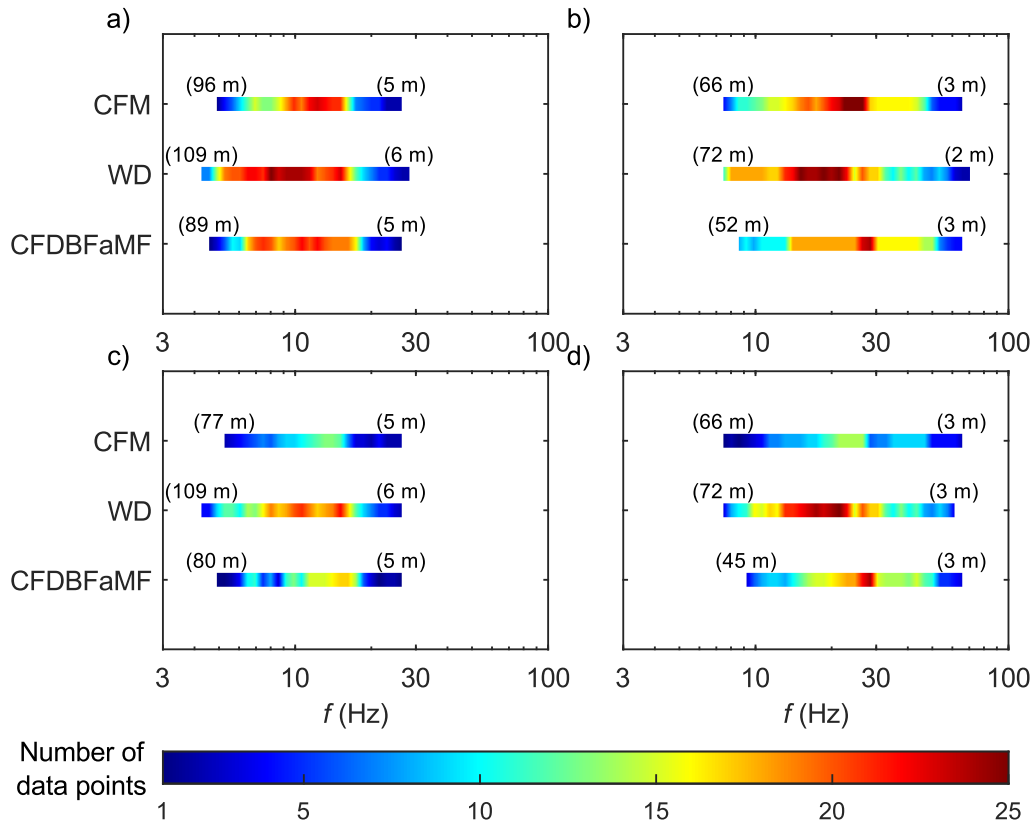 a)
b)
(96 m)
(5 m)
(66 m)
(3 m)
CFM
(109 m)
(6 m)
(72 m)
(2 m)
WD
(89 m)
(5 m)
(52 m)
(3 m)
CFDBFaMF
3
10
30
100
3
10
30
100
c)
d)
(77 m)
(5 m)
(66 m)
(3 m)
CFM
(109 m)
(6 m)
(72 m)
(3 m)
WD
(80 m)
(5 m)
(45 m)
(3 m)
CFDBFaMF
3
10
30
100
3
10
30
100
f (Hz)
f (Hz)
Number of
data points
1
5
10
15
20
25